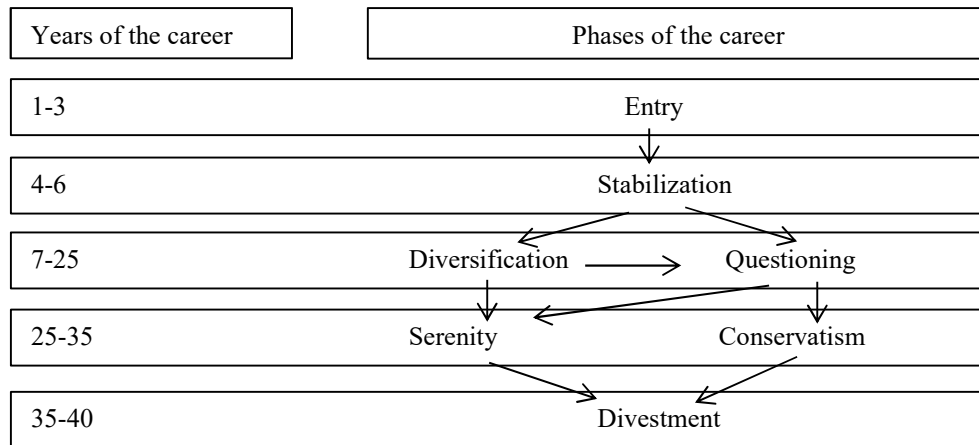 Years of the career
Phases of the career
1-3
Entry
4-6
Stabilization
7-25
Diversification
Questioning
25-35
Serenity
Conservatism
35-40
Divestment